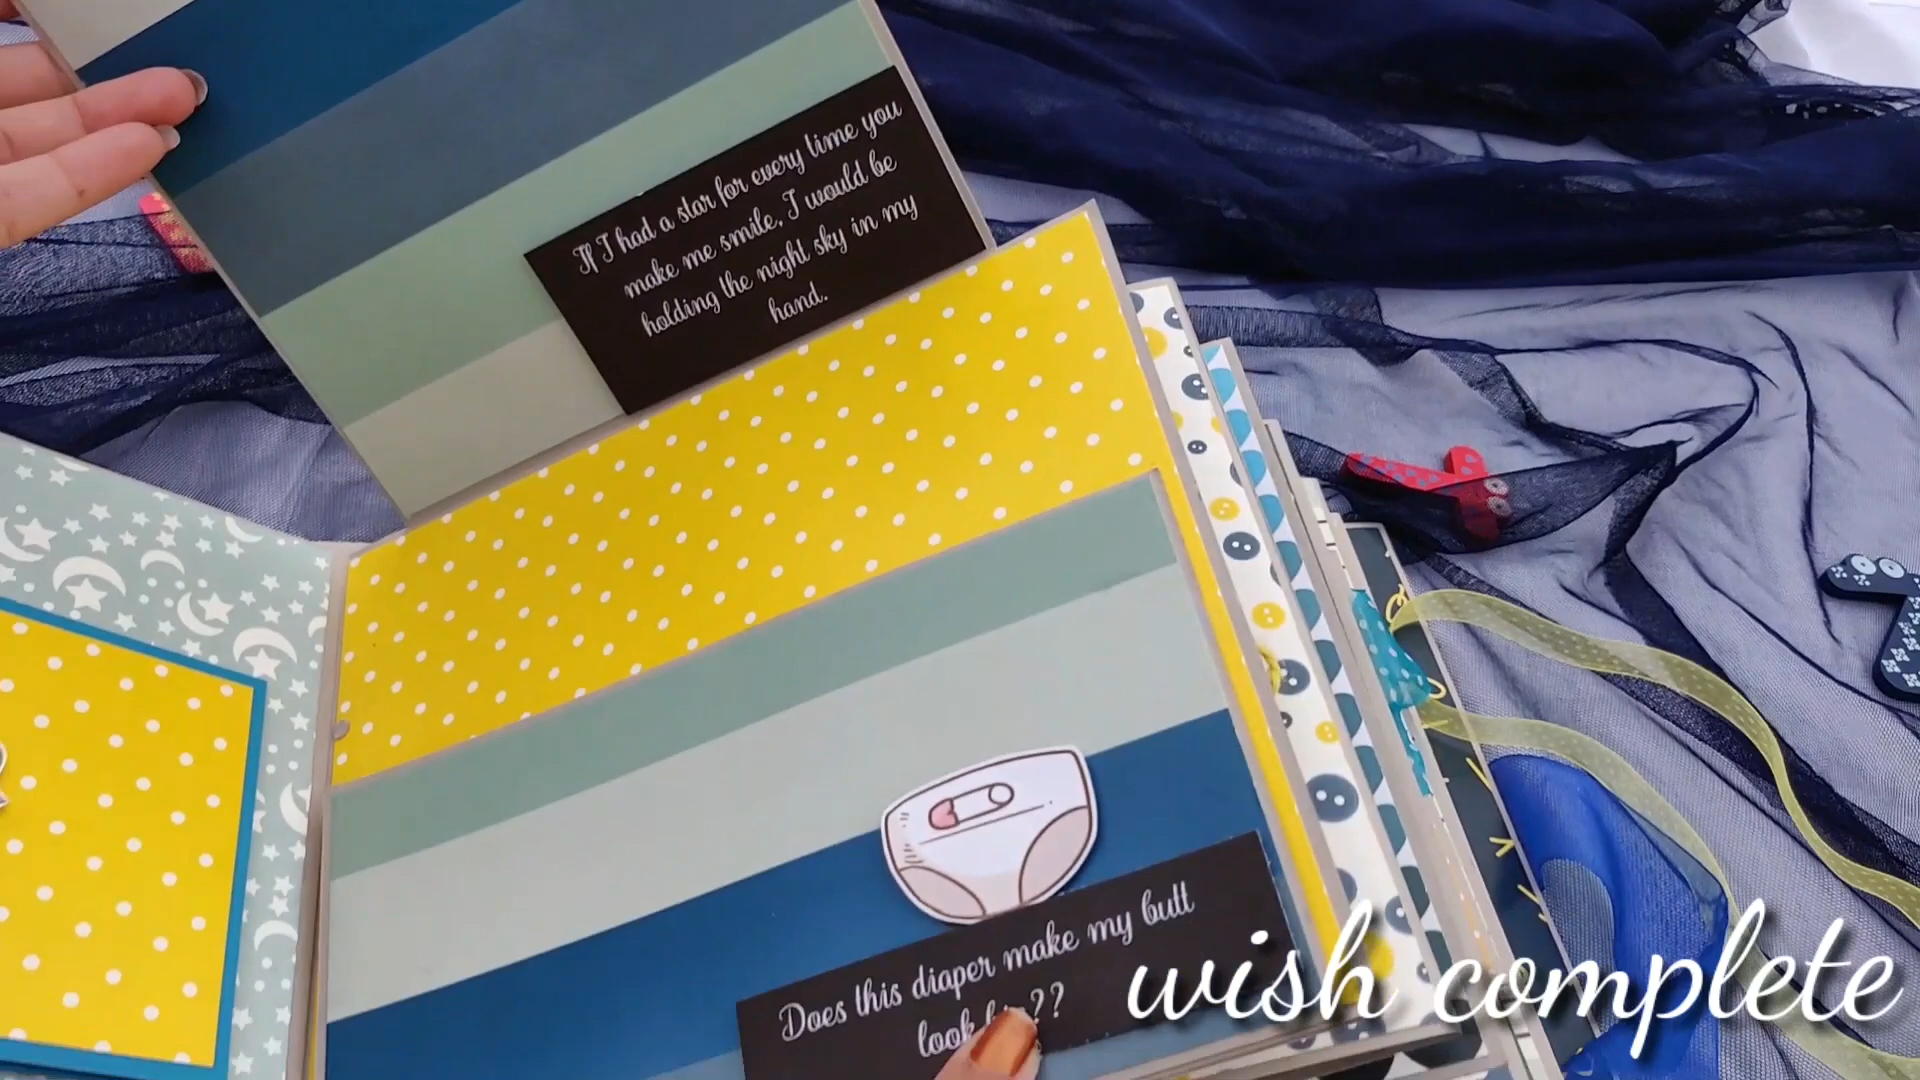 If I had a star for every time you
make me smile. I would be
holding the night sky in my
hand.
Does this diaper make my butt
look ??
wish complete